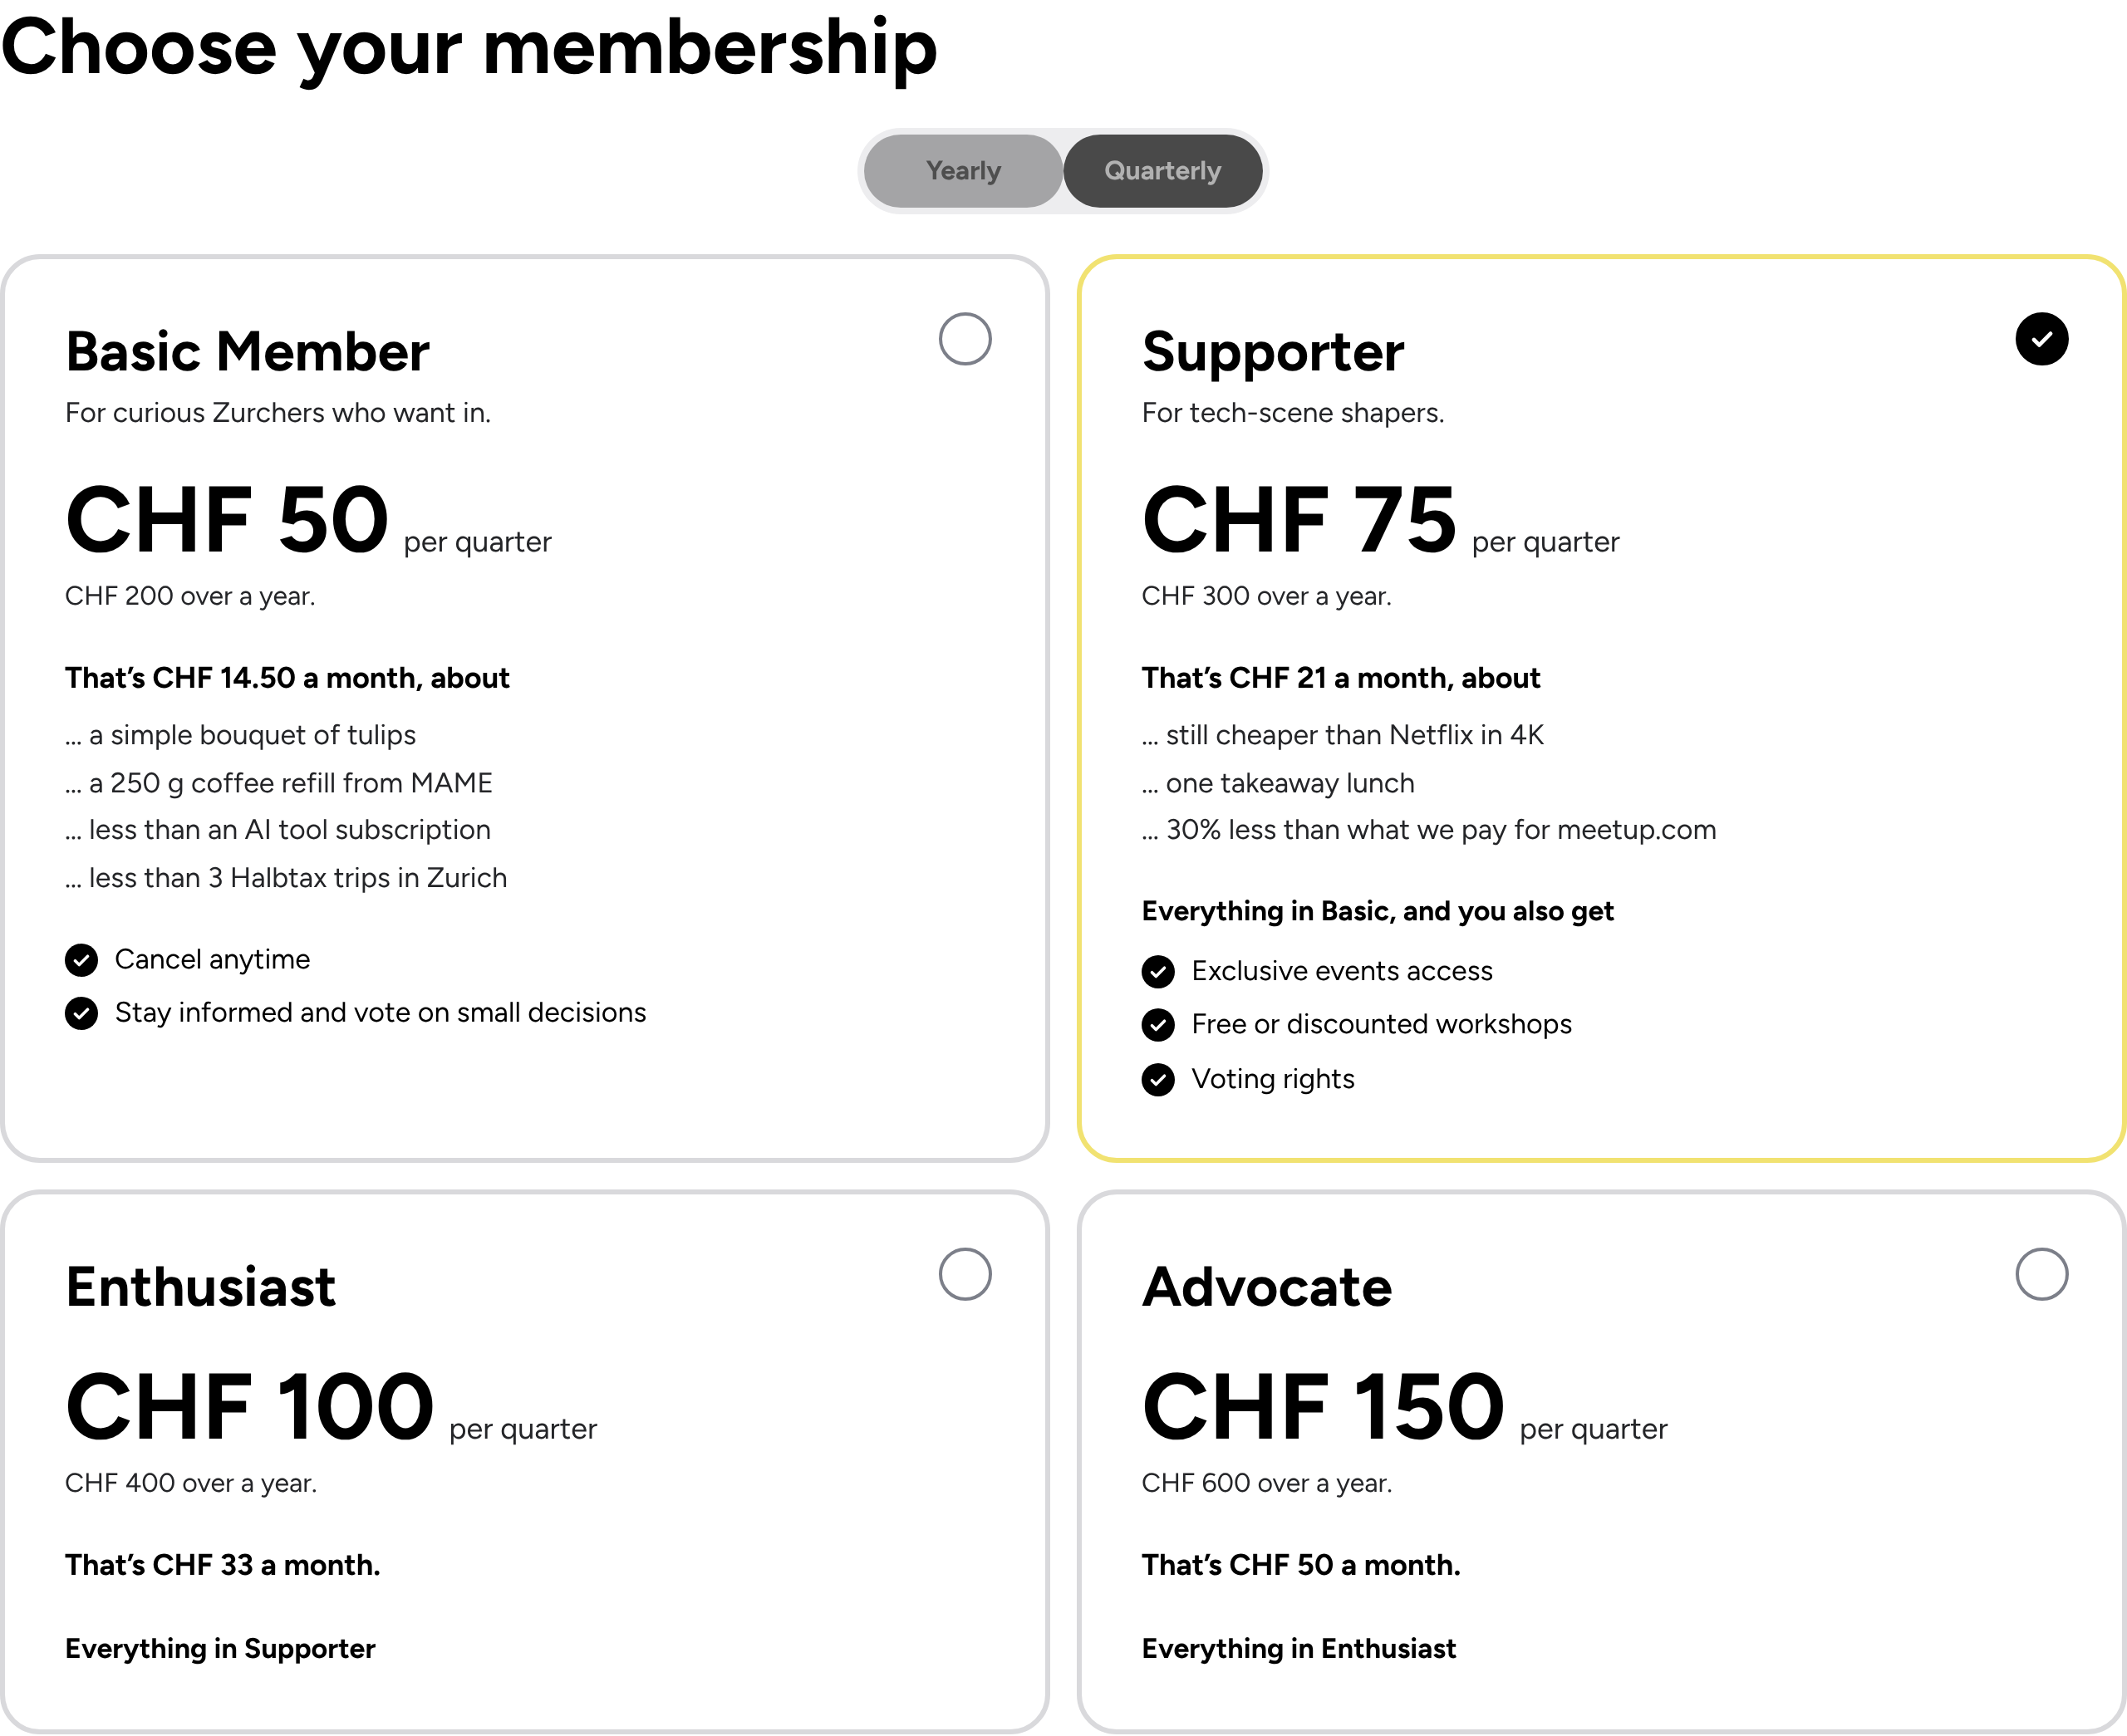 Choose your membership
Yearly
Quarterly
Basic Member
For curious Zurchers who want in.
CHF 50 per quarter
CHF 200 over a year.
That’s CHF 14.50 a month, about
... a simple bouquet of tulips
... a 250 g coffee refill from MAME
... less than an AI tool subscription
... less than 3 Halbtax trips in Zurich
Cancel anytime
Stay informed and vote on small decisions
Supporter
For tech-scene shapers.
CHF 75 per quarter
CHF 300 over a year.
That’s CHF 21 a month, about
... still cheaper than Netflix in 4K
... one takeaway lunch
... 30% less than what we pay for meetup.com
Everything in Basic, and you also get
Exclusive events access
Free or discounted workshops
Voting rights
Enthusiast
CHF 100 per quarter
CHF 400 over a year.
That’s CHF 33 a month.
Everything in Supporter
Advocate
CHF 150 per quarter
CHF 600 over a year.
That’s CHF 50 a month.
Everything in Enthusiast